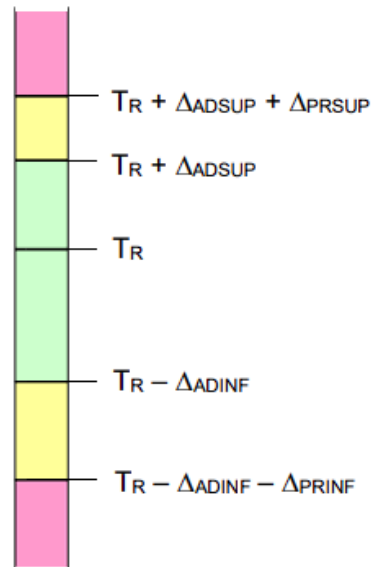 TR + ΔADSUP + ΔPRSUP
TR + ΔADSUP
TR
TR – ΔADINF
TR – ΔADINF – ΔPRINF